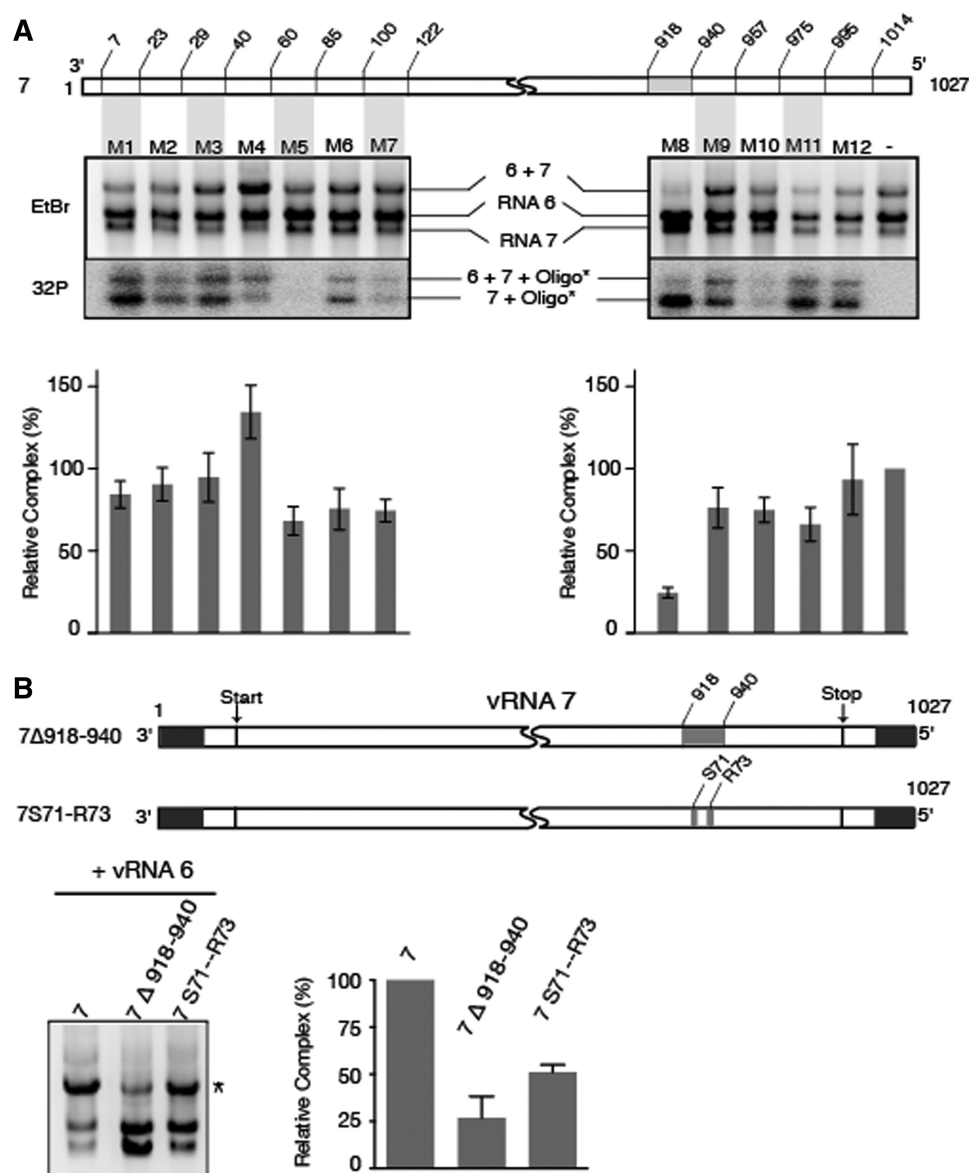 A
7 23 29 40 60 85 100 122 918 940 957 975 995 1014
3' 5'
7 1 1027
M1 M2 M3 M4 M5 M6 M7 M8 M9 M10 M11 M12 -
EtBr
6 + 7
RNA 6
RNA 7
32P
6 + 7 + Oligo*
7 + Oligo*
Relative Complex (%)
150
100
50
0
Relative Complex (%)
150
100
50
0
B
1 Start vRNA 7 918 940 Stop 1027
7Δ918-940 3' 5'
S71 R73 1027
7S71-R73 3' 5'
+ vRNA 6
7 7 Δ 918-940 7 S71---R73
*
7 7 Δ 918-940 7 S71---R73
Relative Complex (%)
100
75
50
25
0